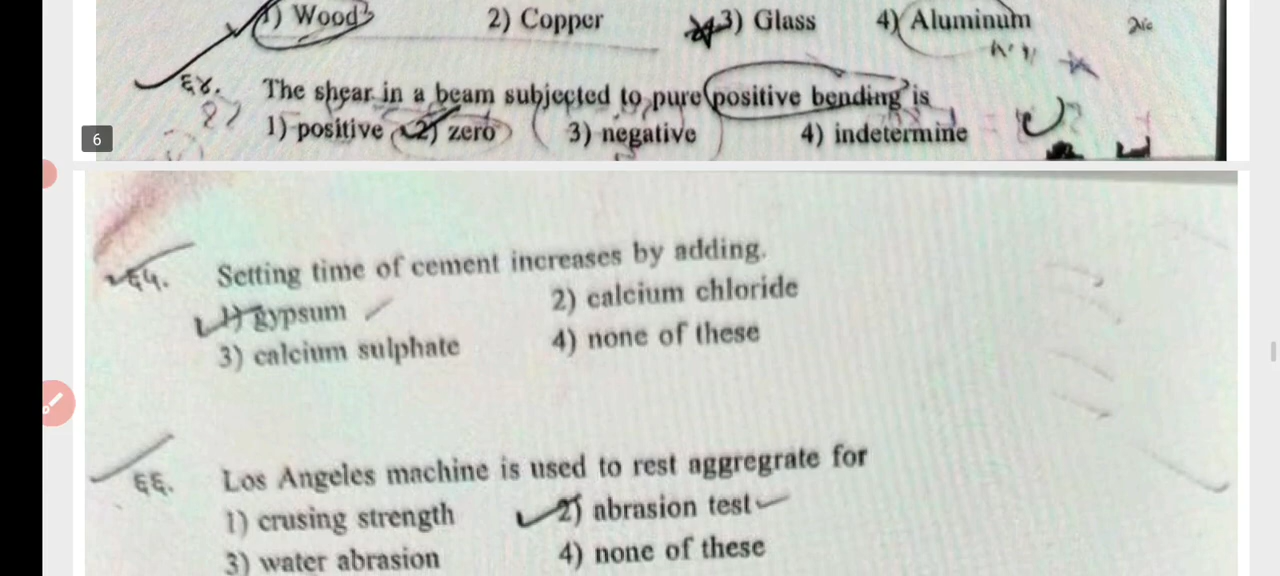 1) Wood 2) Copper 3) Glass 4) Aluminum
६४. The shear in a beam subjected to pure positive bending is
1) positive 2) zero 3) negative 4) indetermine
6
६५. Setting time of cement increases by adding.
1) gypsum 2) calcium chloride
3) calcium sulphate 4) none of these
६६. Los Angeles machine is used to rest aggregrate for
1) crusing strength 2) abrasion test
3) water abrasion 4) none of these